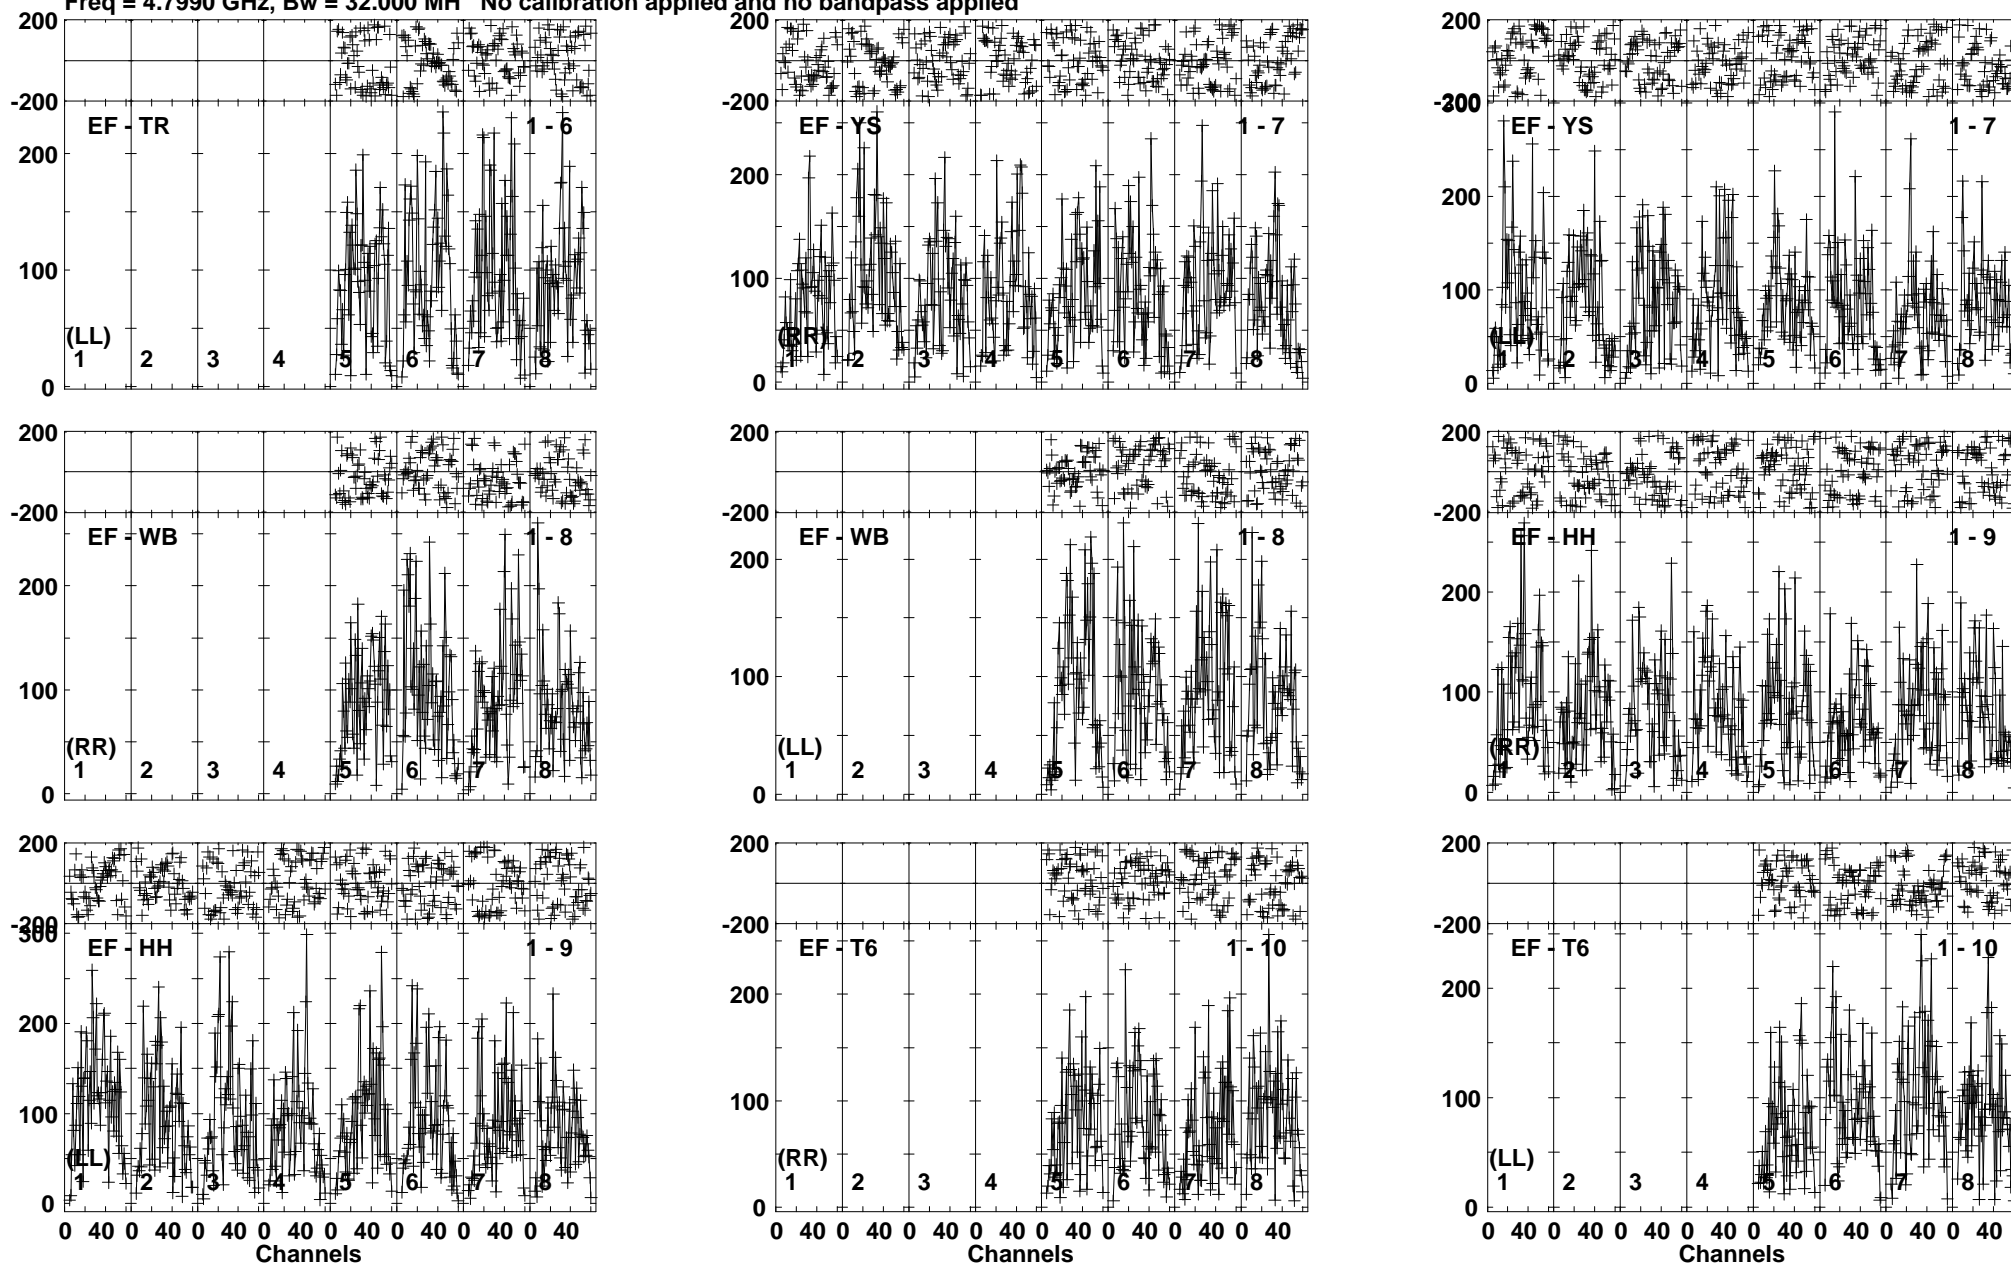 Freq = 4.7990 GHz, Bw = 32.000 MH No calibration applied and no bandpass applied
200 200 200
-200 -200 -200
EF - TR 1 - 6 EF - YS 1 - 7 300 EF - YS 1 - 7
200 200 200
100 100 100
(LL) (RR) (LL)
1 2 3 4 5 6 7 8 1 2 3 4 5 6 7 8 1 2 3 4 5 6 7 8
0 0 0
200 200 200
-200 -200 -200
EF - WB 1 - 8 EF - WB 1 - 8 EF - HH 1 - 9
200 200 200
100 100 100
(RR) (LL) (RR)
1 2 3 4 5 6 7 8 1 2 3 4 5 6 7 8 1 2 3 4 5 6 7 8
0 0 0
200 200 200
-200 -200 -200
300 EF - HH 1 - 9 EF - T6 1 - 10 EF - T6 1 - 10
200 200 200
100 100 100
(LL) (RR) (LL)
1 2 3 4 5 6 7 8 1 2 3 4 5 6 7 8 1 2 3 4 5 6 7 8
0 0 0
0 40 0 40 0 40 0 40 0 40 0 40 0 40 0 40 0 40 0 40 0 40 0 40 0 40 0 40 0 40 0 40 0 40 0 40 0 40 0 40 0 40 0 40 0 40 0 40
Channels Channels Channels